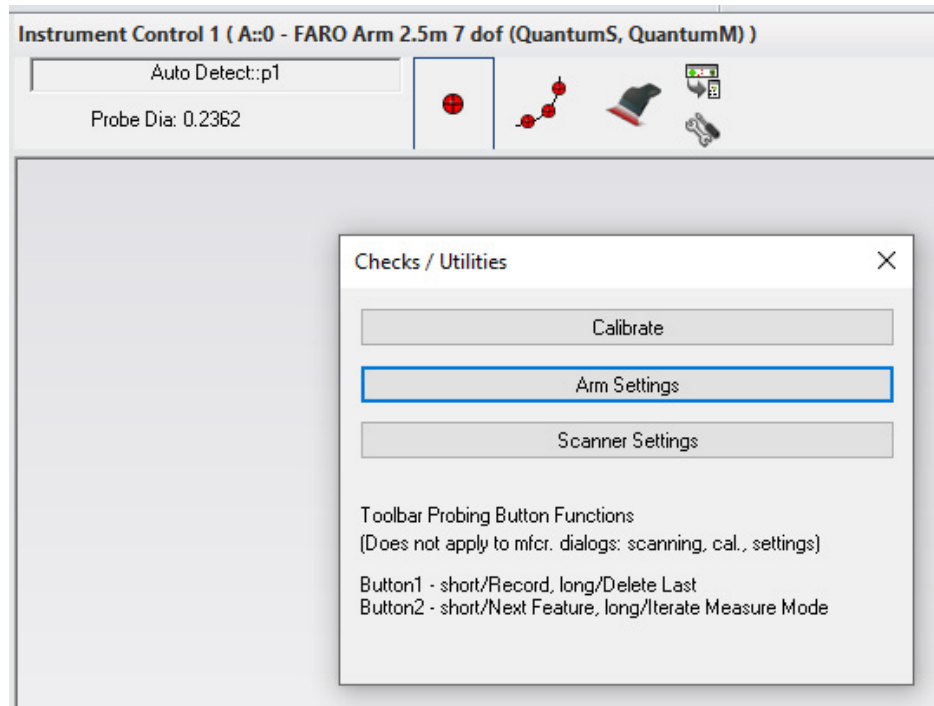 Instrument Control 1 ( A::0 - FARO Arm 2.5m 7 dof (QuantumS, QuantumM) )
Auto Detect::p1
Probe Dia: 0.2362
Checks / Utilities
Calibrate
Arm Settings
Scanner Settings
Toolbar Probing Button Functions
(Does not apply to mfcr. dialogs: scanning, cal., settings)
Button1 - short/Record, long/Delete Last
Button2 - short/Next Feature, long/Iterate Measure Mode